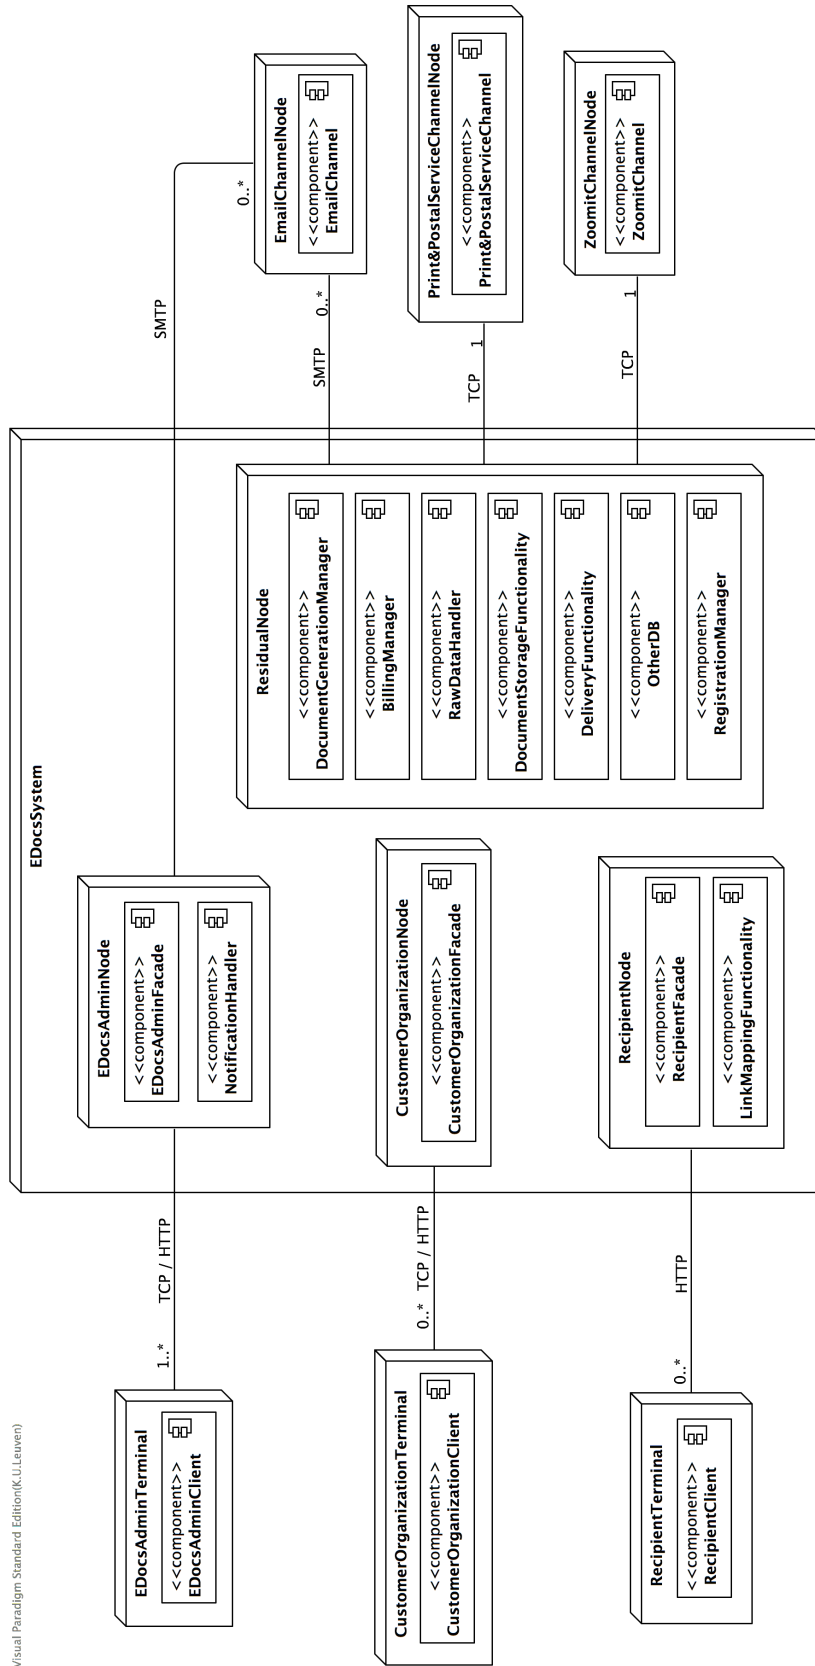 Visual Paradigm Standard Edition(K.U.Leuven)
EDocsAdminTerminal
<<component>>
EDocsAdminClient
1..*
TCP / HTTP
EDocsSystem
EDocsAdminNode
<<component>>
EDocsAdminFacade
<<component>>
NotificationHandler
SMTP
0..*
EmailChannelNode
<<component>>
EmailChannel
0..*
SMTP
CustomerOrganizationTerminal
<<component>>
CustomerOrganizationClient
0..*
TCP / HTTP
CustomerOrganizationNode
<<component>>
CustomerOrganizationFacade
ResidualNode
<<component>>
DocumentGenerationManager
<<component>>
BillingManager
<<component>>
RawDataHandler
<<component>>
DocumentStorageFunctionality
<<component>>
DeliveryFunctionality
<<component>>
OtherDB
<<component>>
RegistrationManager
TCP
1
Print&PostalServiceChannelNode
<<component>>
Print&PostalServiceChannel
RecipientTerminal
<<component>>
RecipientClient
0..*
HTTP
RecipientNode
<<component>>
RecipientFacade
<<component>>
LinkMappingFunctionality
TCP
1
ZoomitChannelNode
<<component>>
ZoomitChannel